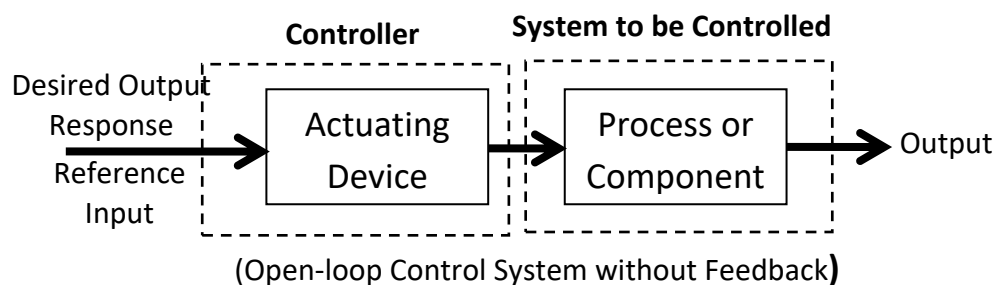 Controller
System to be Controlled
Desired Output
Response
Reference
Input
Actuating
Device
Process or
Component
Output
(Open-loop Control System without Feedback)